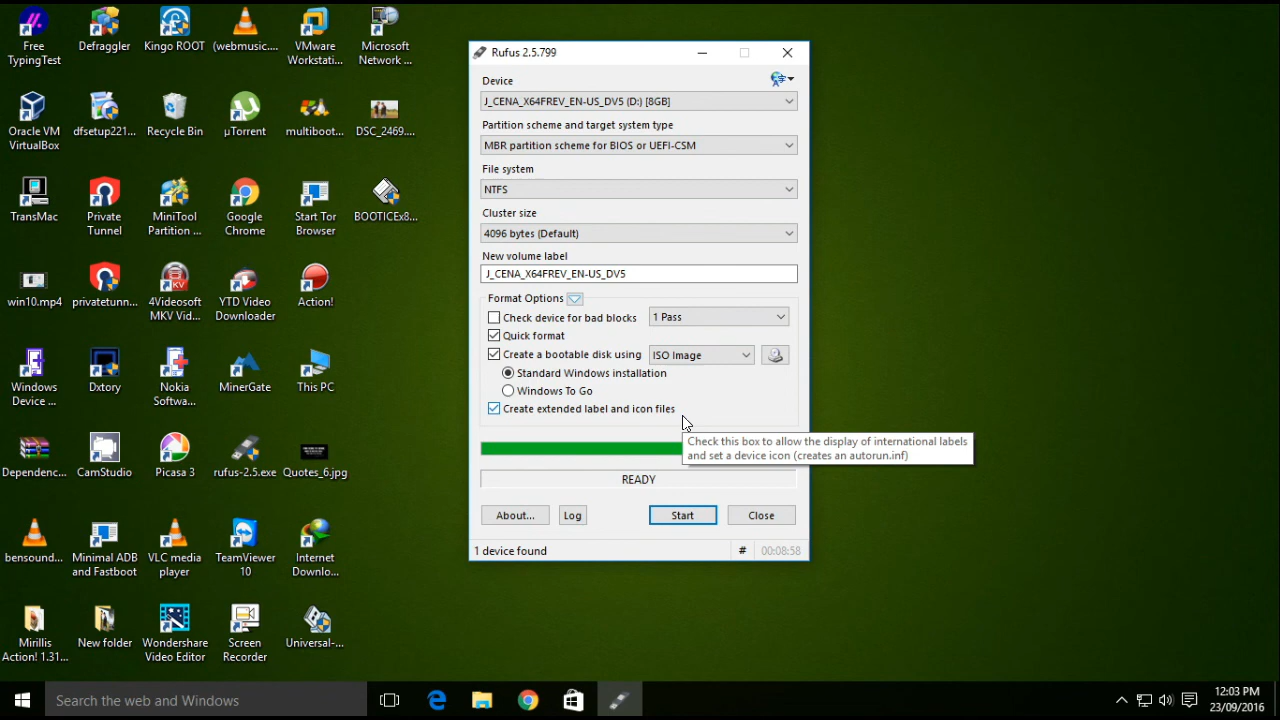 Free
TypingTest
Defraggler
Kingo ROOT
(webmusic....
VMware
Workstati...
Microsoft
Network ...
Oracle VM
VirtualBox
dfsetup221...
Recycle Bin
µTorrent
multiboot...
DSC_2469....
TransMac
Private
Tunnel
MiniTool
Partition ...
Google
Chrome
Start Tor
Browser
BOOTICEx8...
win10.mp4
privatetunn...
4Videosoft
MKV Vid...
YTD Video
Downloader
Action!
Windows
Device ...
Dxtory
Nokia
Softwa...
MinerGate
This PC
Dependenc...
CamStudio
Picasa 3
rufus-2.5.exe
Quotes_6.jpg
bensound...
Minimal ADB
and Fastboot
VLC media
player
TeamViewer
10
Internet
Downlo...
Mirillis
Action! 1.31...
New folder
Wondershare
Video Editor
Screen
Recorder
Universal-...
Rufus 2.5.799
Device
J_CENA_X64FREV_EN-US_DV5 (D:) [8GB]
Partition scheme and target system type
MBR partition scheme for BIOS or UEFI-CSM
File system
NTFS
Cluster size
4096 bytes (Default)
New volume label
J_CENA_X64FREV_EN-US_DV5
Format Options
Check device for bad blocks
1 Pass
Quick format
Create a bootable disk using
ISO Image
Standard Windows installation
Windows To Go
Create extended label and icon files
Check this box to allow the display of international labels
and set a device icon (creates an autorun.inf)
READY
About...
Log
Start
Close
1 device found
#
00:08:58
Search the web and Windows
12:03 PM
23/09/2016